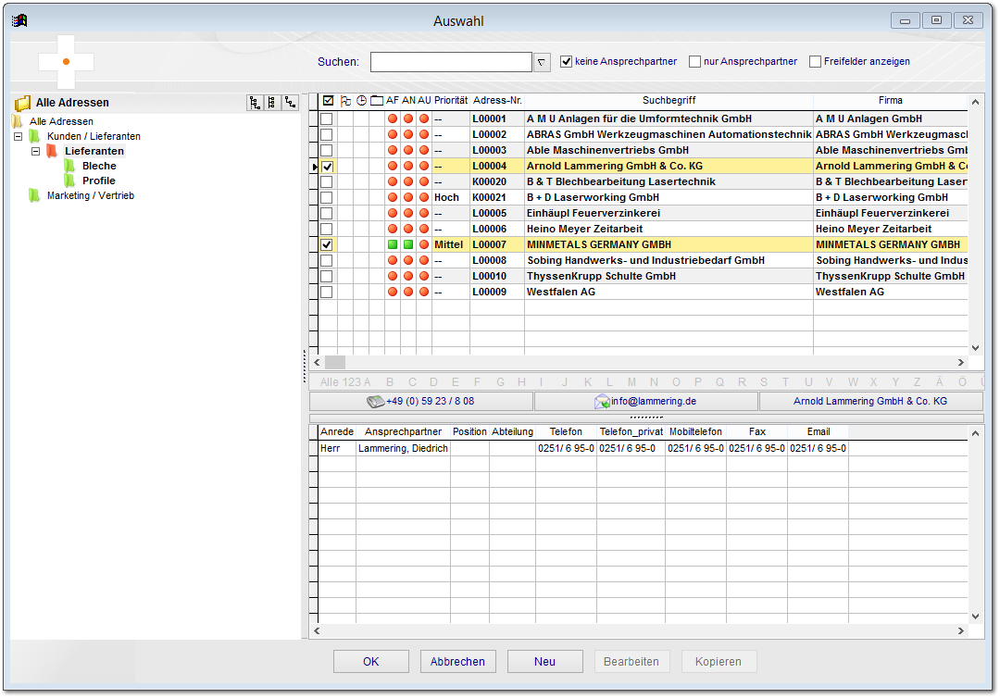 Auswahl
Suchen: keine Ansprechpartner nur Ansprechpartner Freifelder anzeigen
Alle Adressen
Alle Adressen
Kunden / Lieferanten
Lieferanten
Bleche
Profile
Marketing / Vertrieb
AF AN AU Priorität Adress-Nr. Suchbegriff Firma
-- L00001 A M U Anlagen für die Umformtechnik GmbH A M U Anlagen GmbH
-- L00002 ABRAS GmbH Werkzeugmaschinen Automatisationstechnik ABRAS GmbH Werkzeugmasch
-- L00003 Able Maschinenvertriebs GmbH Able Maschinenvertriebs Gmb
-- L00004 Arnold Lammering GmbH & Co. KG Arnold Lammering GmbH & Co
-- K00020 B & T Blechbearbeitung Lasertechnik B & T Blechbearbeitung Laser
Hoch K00021 B + D Laserworking GmbH B + D Laserworking GmbH
-- L00005 Einhäupl Feuerverzinkerei Einhäupl Feuerverzinkerei
-- L00006 Heino Meyer Zeitarbeit Heino Meyer Zeitarbeit
Mittel L00007 MINMETALS GERMANY GMBH MINMETALS GERMANY GMBH
-- L00008 Sobing Handwerks- und Industriebedarf GmbH Sobing Handwerks- und Indus
-- L00010 ThyssenKrupp Schulte GmbH ThyssenKrupp Schulte GmbH
-- L00009 Westfalen AG Westfalen AG
Alle 123 A B C D E F G H I J K L M N O P Q R S T U V W X Y Z Ä Ö Ü
+49 (0) 59 23 / 8 08 info@lammering.de Arnold Lammering GmbH & Co. KG
Anrede Ansprechpartner Position Abteilung Telefon Telefon_privat Mobiltelefon Fax Email
Herr Lammering, Diedrich 0251/ 6 95-0 0251/ 6 95-0 0251/ 6 95-0 0251/ 6 95-0 0251/ 6 95-0
OK Abbrechen Neu Bearbeiten Kopieren